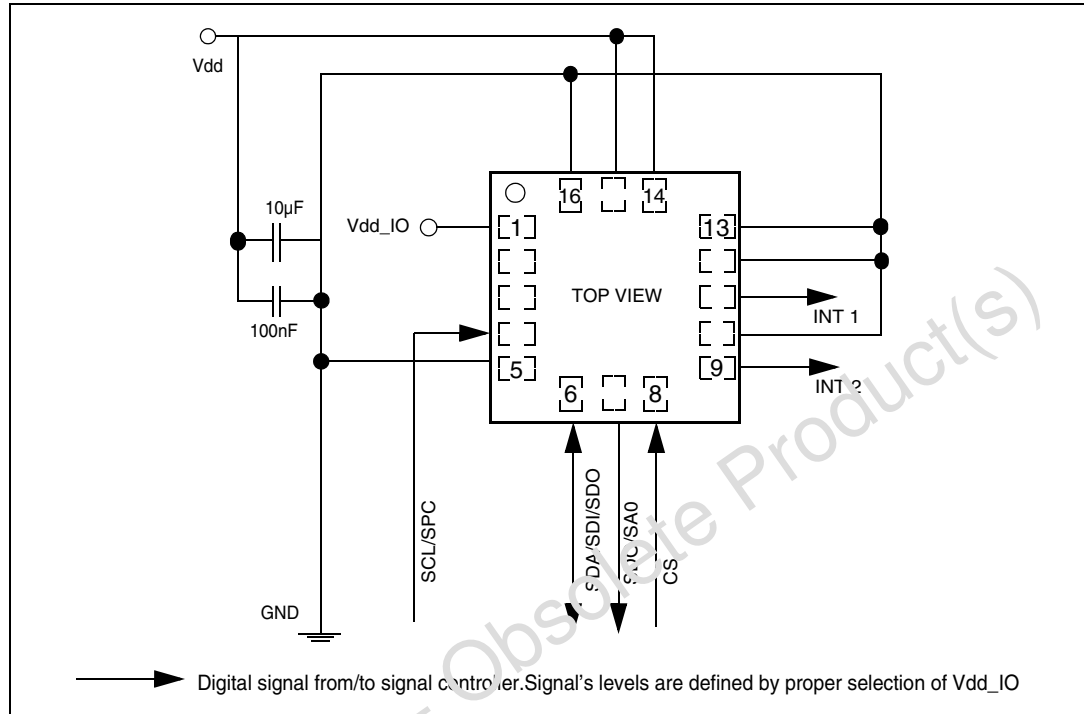 Vdd
10µF
100nF
Vdd_IO
16
14
1
13
TOP VIEW
INT 1
5
9
INT 2
6
8
SCL/SPC
SDA/SDI/SDO
SDO/SA0
CS
GND
Obsolete Product(s)
Digital signal from/to signal controller.Signal's levels are defined by proper selection of Vdd_IO